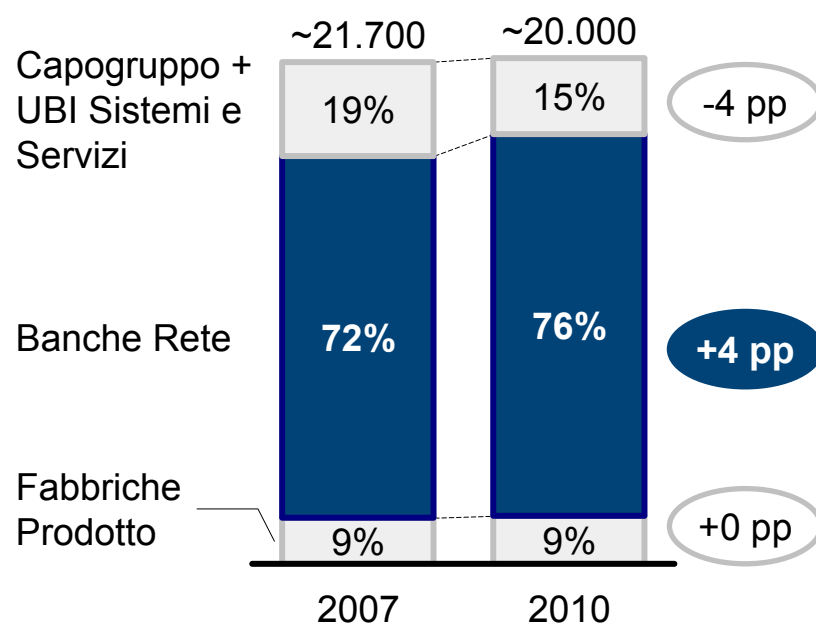 ~21.700
~20.000
Capogruppo +
UBI Sistemi e
Servizi
19%
15%
-4 pp
Banche Rete
72%
76%
+4 pp
Fabbriche
Prodotto
9%
9%
+0 pp
2007
2010